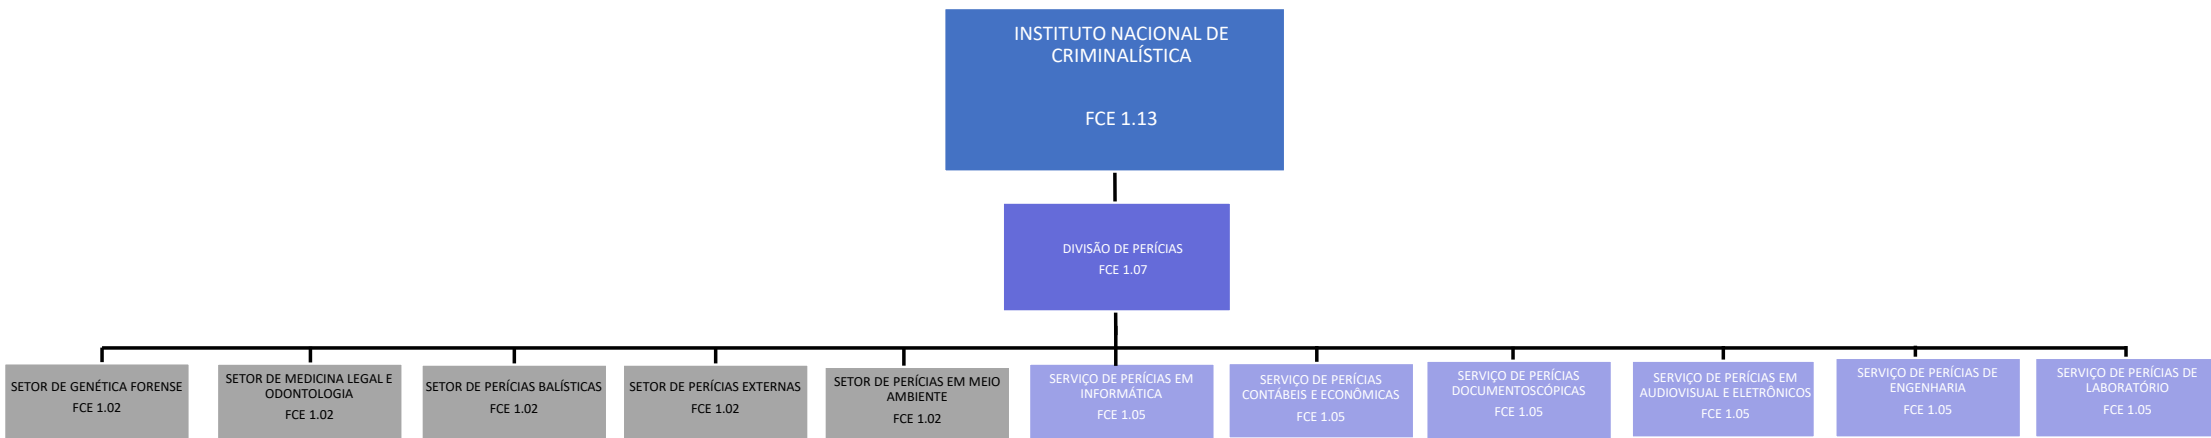 INSTITUTO NACIONAL DE
CRIMINALÍSTICA
FCE 1.13
DIVISÃO DE PERÍCIAS
FCE 1.07
SETOR DE GENÉTICA FORENSE
FCE 1.02
SETOR DE MEDICINA LEGAL E
ODONTOLOGIA
FCE 1.02
SETOR DE PERÍCIAS BALÍSTICAS
FCE 1.02
SETOR DE PERÍCIAS EXTERNAS
FCE 1.02
SETOR DE PERÍCIAS EM MEIO
AMBIENTE
FCE 1.02
SERVIÇO DE PERÍCIAS EM
INFORMÁTICA
FCE 1.05
SERVIÇO DE PERÍCIAS
CONTÁBEIS E ECONÔMICAS
FCE 1.05
SERVIÇO DE PERÍCIAS
DOCUMENTOSCÓPICAS
FCE 1.05
SERVIÇO DE PERÍCIAS EM
AUDIOVISUAL E ELETRÔNICOS
FCE 1.05
SERVIÇO DE PERÍCIAS DE
ENGENHARIA
FCE 1.05
SERVIÇO DE PERÍCIAS DE
LABORATÓRIO
FCE 1.05